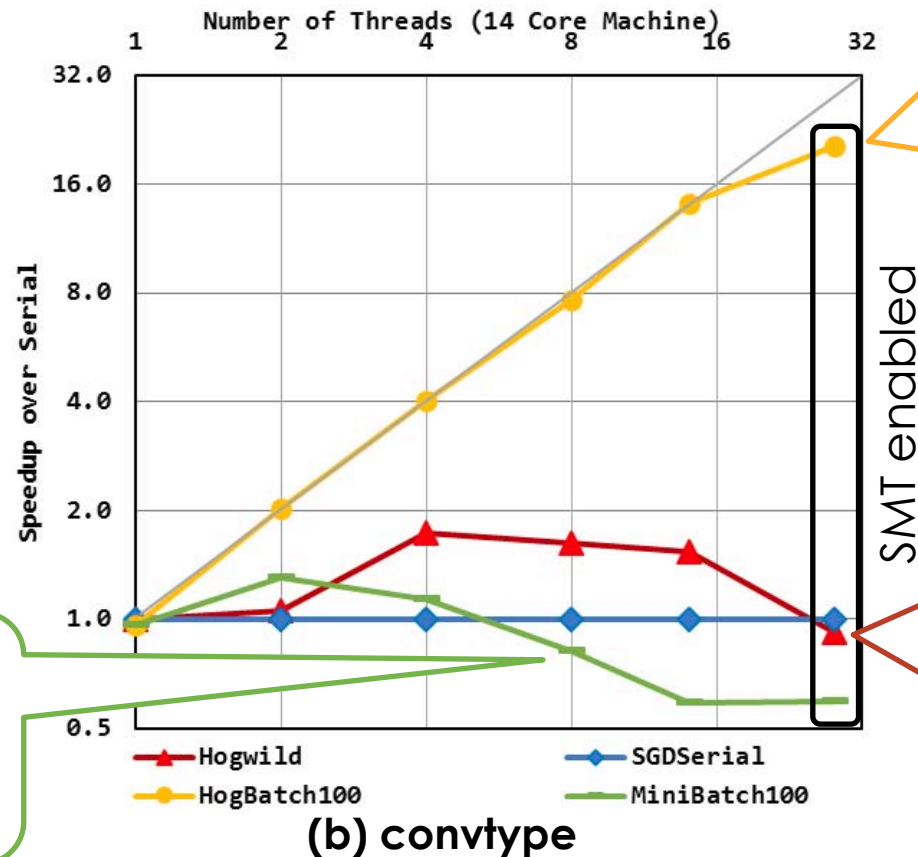 Number of Threads (14 Core Machine)
1 2 4 8 16 32
32.0
16.0
8.0
4.0
2.0
1.0
0.5
Speedup over Serial
SMT enabled
Hogwild SGDSerial
HogBatch100 MiniBatch100
(b) convtype